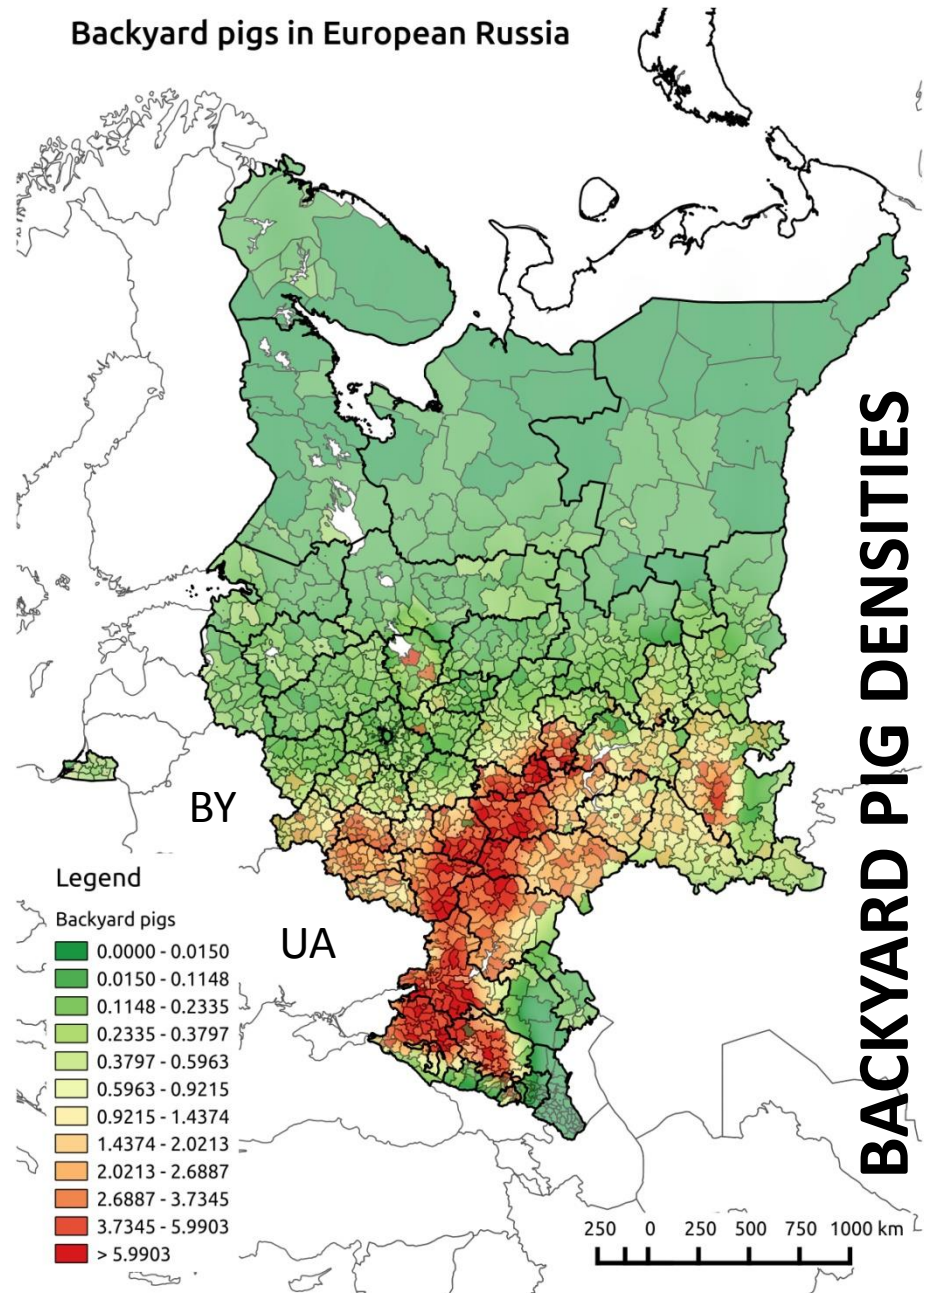 Backyard pigs in European Russia
BACKYARD PIG DENSITIES
BY
UA
Legend
Backyard pigs
0.0000 - 0.0150
0.0150 - 0.1148
0.1148 - 0.2335
0.2335 - 0.3797
0.3797 - 0.5963
0.5963 - 0.9215
0.9215 - 1.4374
1.4374 - 2.0213
2.0213 - 2.6887
2.6887 - 3.7345
3.7345 - 5.9903
> 5.9903
250 0 250 500 750 1000 km